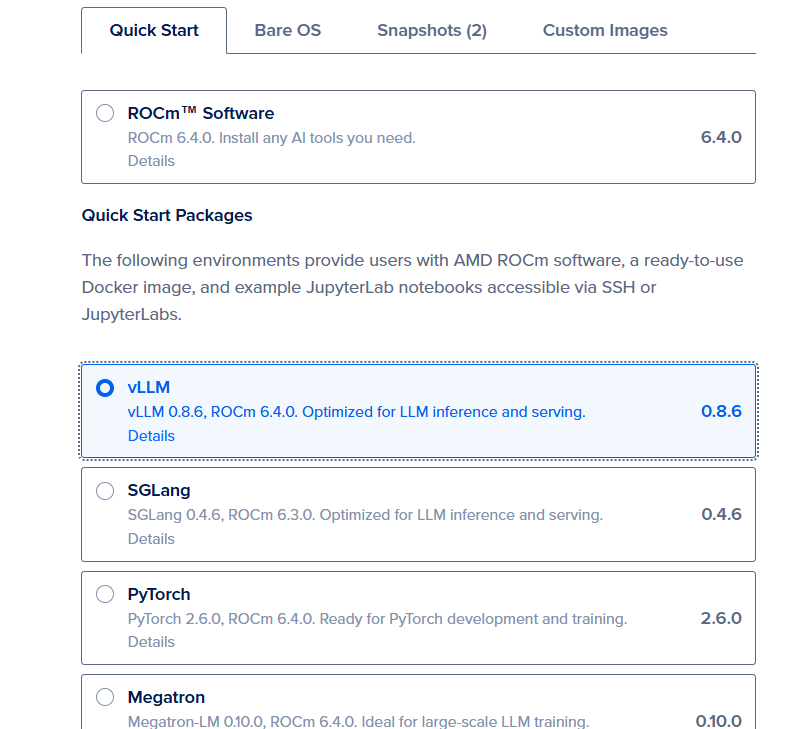 Quick Start
Bare OS
Snapshots (2)
Custom Images
ROCm™ Software
ROCm 6.4.0. Install any AI tools you need.
6.4.0
Details
Quick Start Packages
The following environments provide users with AMD ROCm software, a ready-to-use
Docker image, and example JupyterLab notebooks accessible via SSH or
JupyterLabs.
vLLM
vLLM 0.8.6, ROCm 6.4.0. Optimized for LLM inference and serving.
0.8.6
Details
SGLang
SGLang 0.4.6, ROCm 6.3.0. Optimized for LLM inference and serving.
0.4.6
Details
PyTorch
PyTorch 2.6.0, ROCm 6.4.0. Ready for PyTorch development and training.
2.6.0
Details
Megatron
Megatron-LM 0.10.0, ROCm 6.4.0. Ideal for large-scale LLM training.
0.10.0